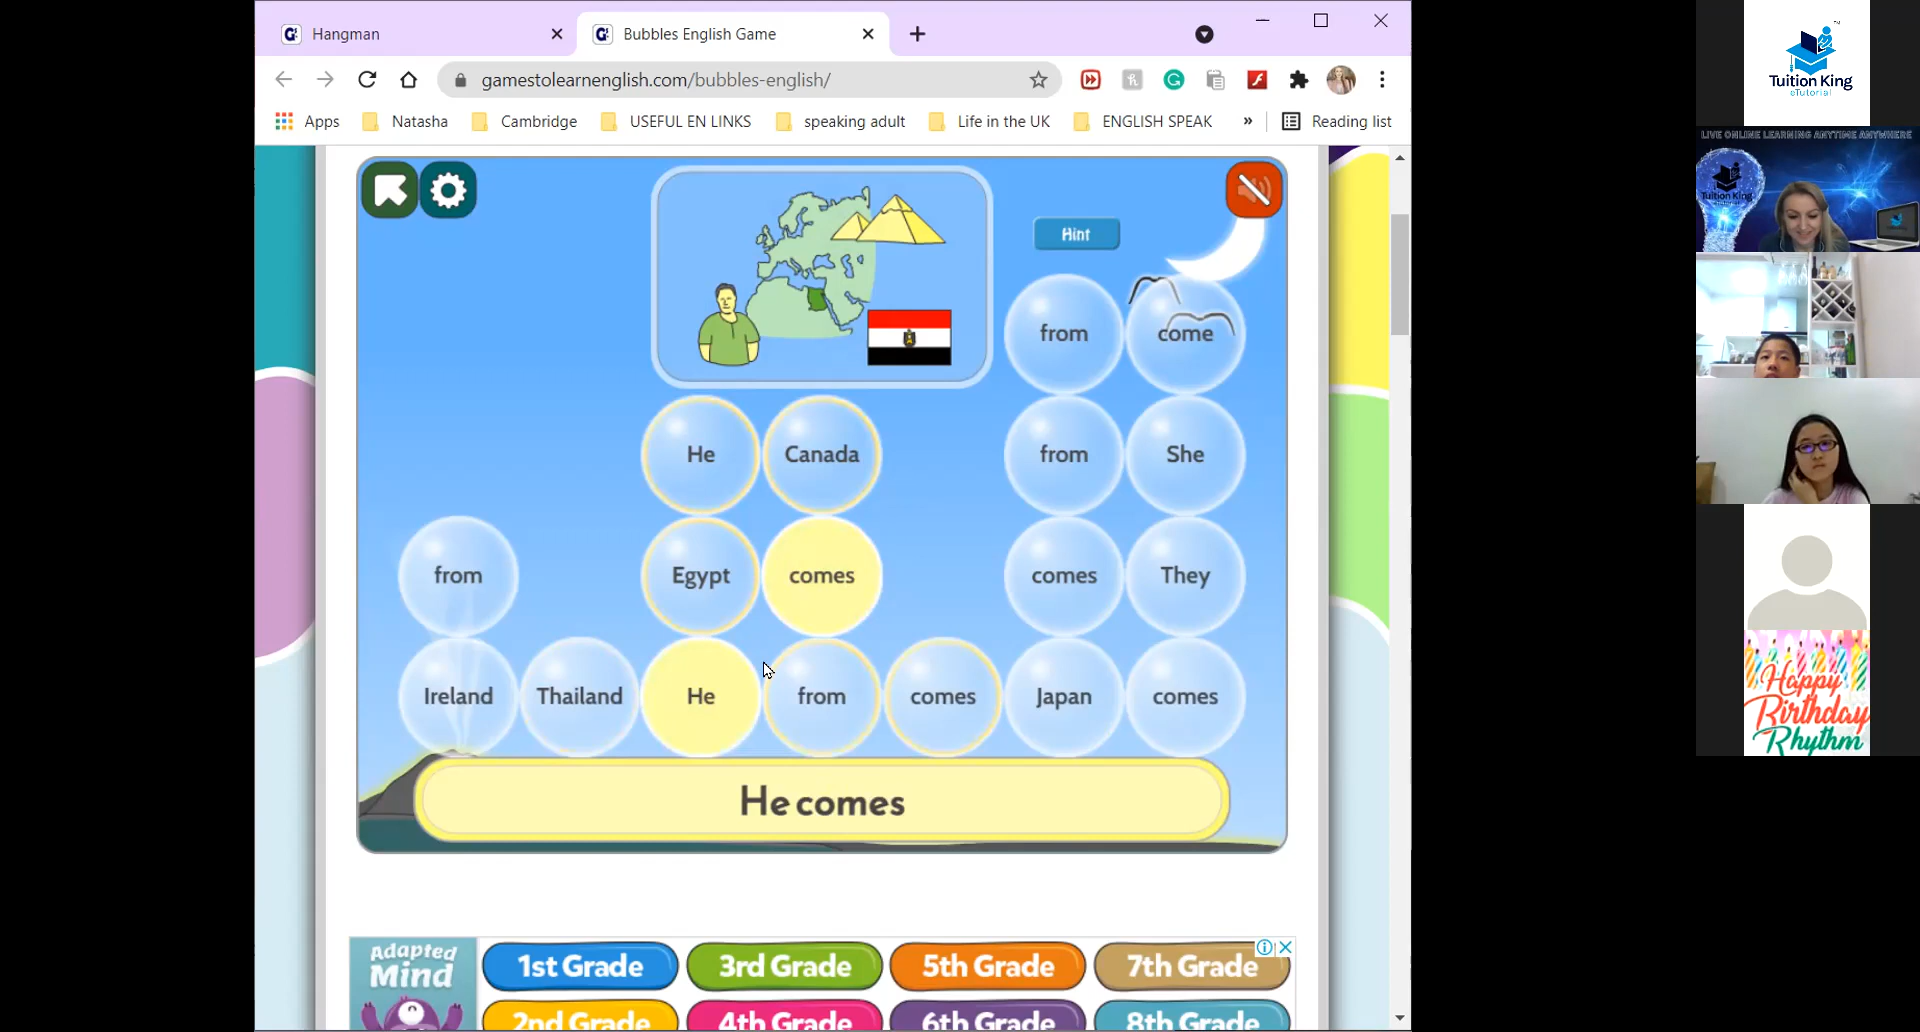 Hangman
Bubbles English Game
gamestolearnenglish.com/bubbles-english/
Apps
Natasha
Cambridge
USEFUL EN LINKS
speaking adult
Life in the UK
ENGLISH SPEAK
»
Reading list
Hint
from come
He Canada from She
from Egypt comes comes They
Ireland Thailand He from comes Japan comes
He comes
Adapted
Mind
1st Grade
3rd Grade
5th Grade
7th Grade
2nd Grade
4th Grade
6th Grade
8th Grade
Tuition King
eTutorial
LIVE ONLINE LEARNING ANYTIME ANYWHERE
Tuition King
Happy
Birthday
Rhythm